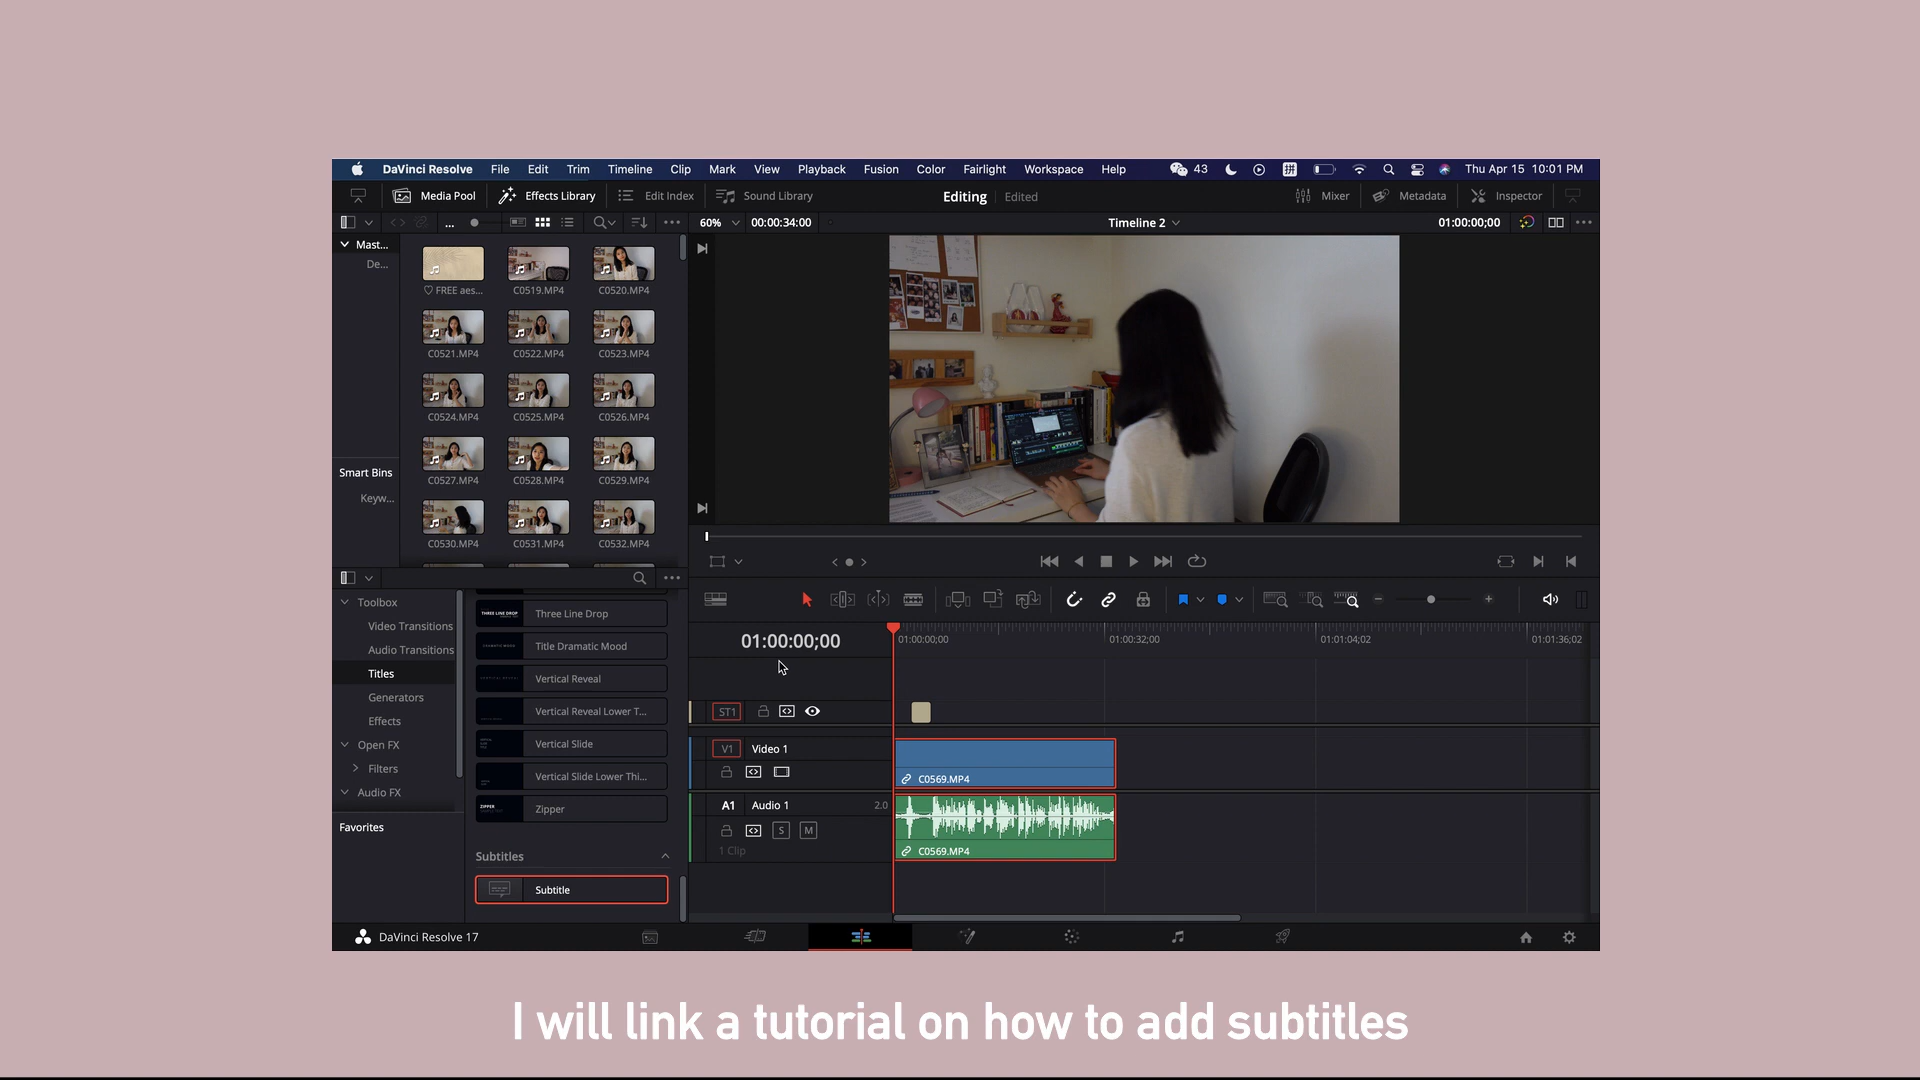 DaVinci Resolve File Edit Trim Timeline Clip Mark View Playback Fusion Color Fairlight Workspace Help 43 拼 Thu Apr 15 10:01 PM
Media Pool Effects Library Edit Index Sound Library Editing Edited Mixer Metadata Inspector
... 60% 00:00:34:00 Timeline 2 01:00:00;00
Mast...
De...
♡ FREE aes... C0519.MP4 C0520.MP4
C0521.MP4 C0522.MP4 C0523.MP4
C0524.MP4 C0525.MP4 C0526.MP4
C0527.MP4 C0528.MP4 C0529.MP4
C0530.MP4 C0531.MP4 C0532.MP4
Smart Bins
Keyw...
Toolbox
Video Transitions
Audio Transitions
Titles
Generators
Effects
Open FX
Filters
Audio FX
Favorites
THREE LINE DROP Three Line Drop
Title Dramatic Mood
Vertical Reveal
Vertical Reveal Lower T...
Vertical Slide
Vertical Slide Lower Thi...
ZIPPER Zipper
Subtitles
Subtitle
01:00:00;00
01:00:00;00 01:00:32;00 01:01:04;02 01:01:36;02
ST1
V1 Video 1
C0569.MP4
A1 Audio 1 2.0
S M
1 Clip
C0569.MP4
DaVinci Resolve 17
I will link a tutorial on how to add subtitles